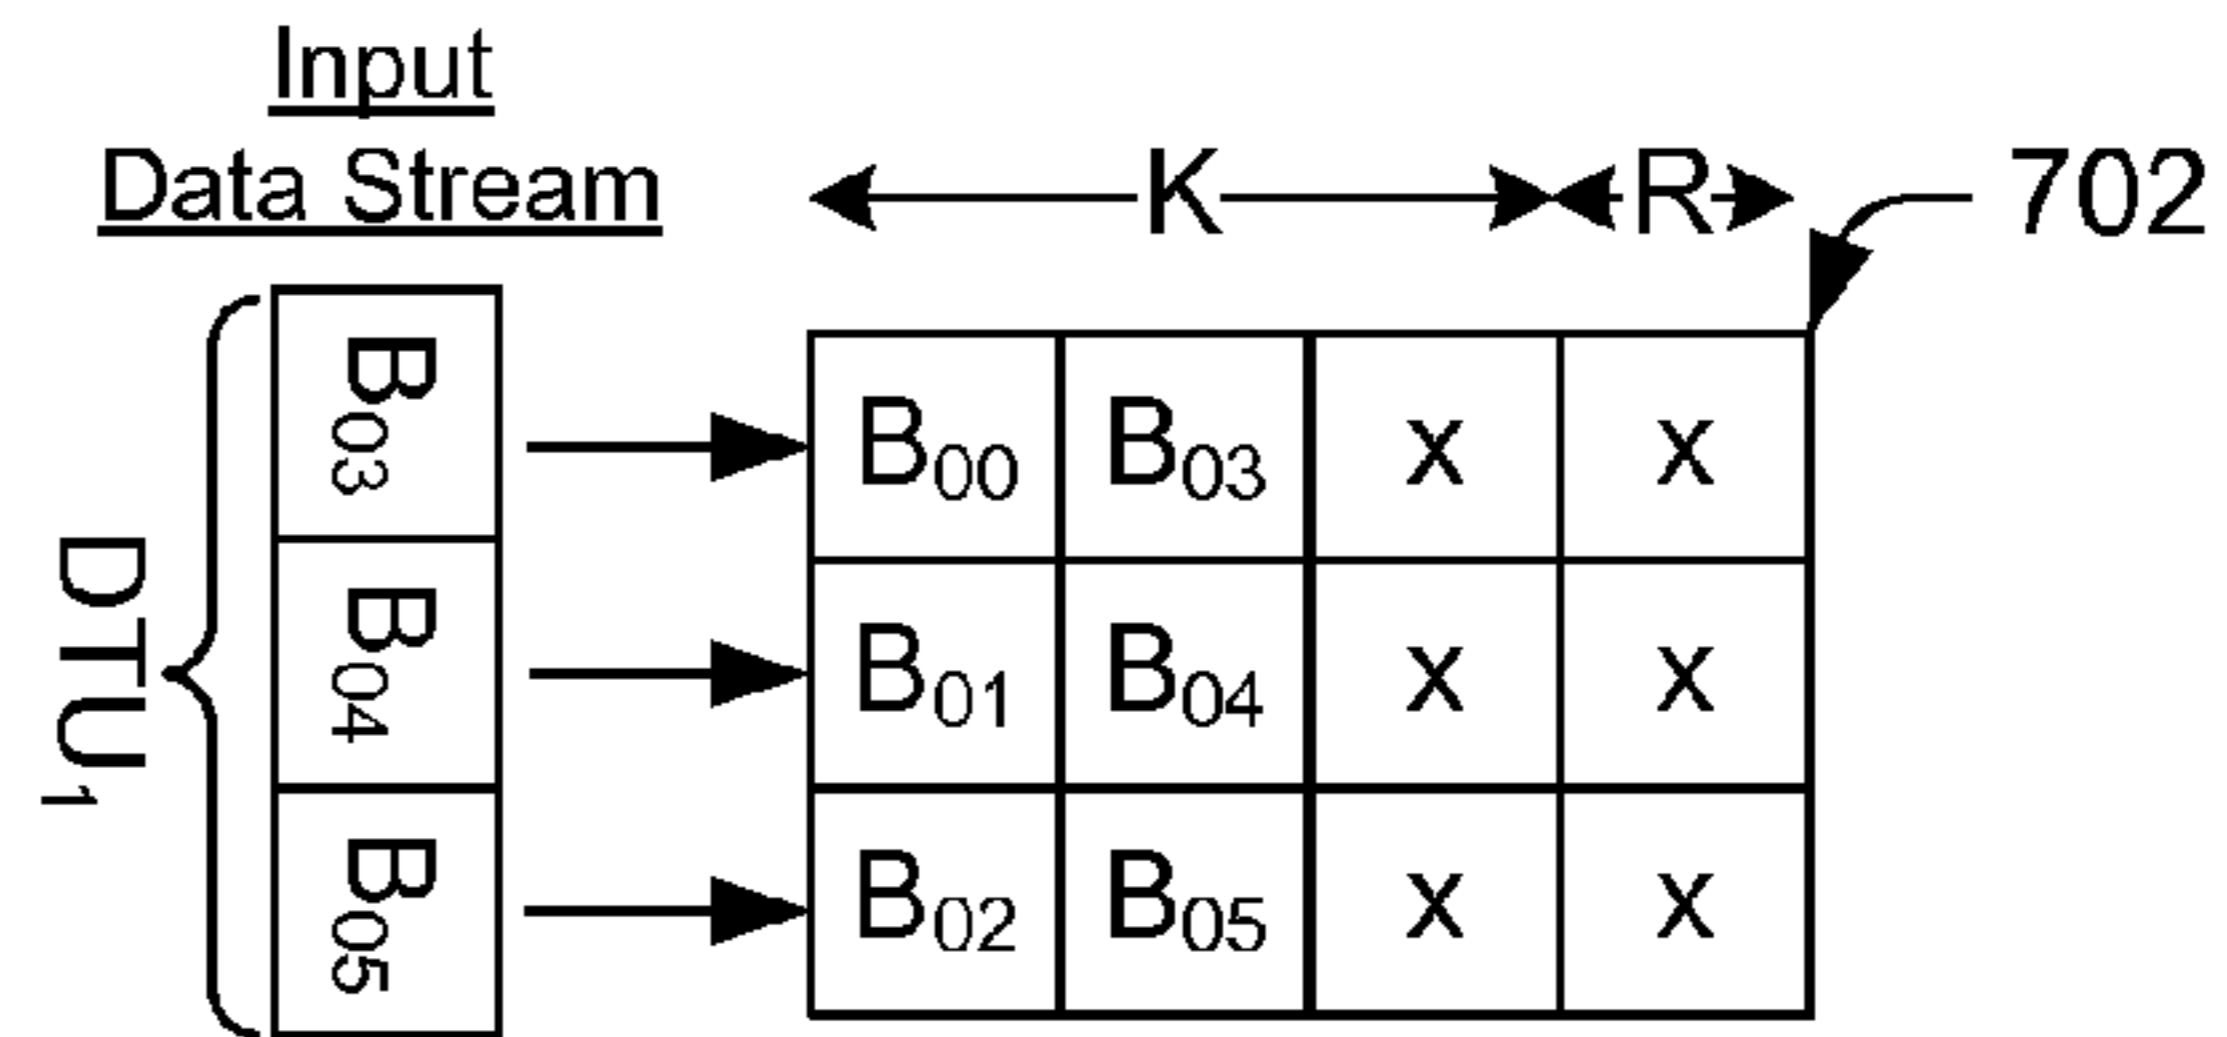 Input
Data Stream
K R 702
DTU₁
B₀₃
B₀₄
B₀₅
B₀₀ B₀₃ x x
B₀₁ B₀₄ x x
B₀₂ B₀₅ x x